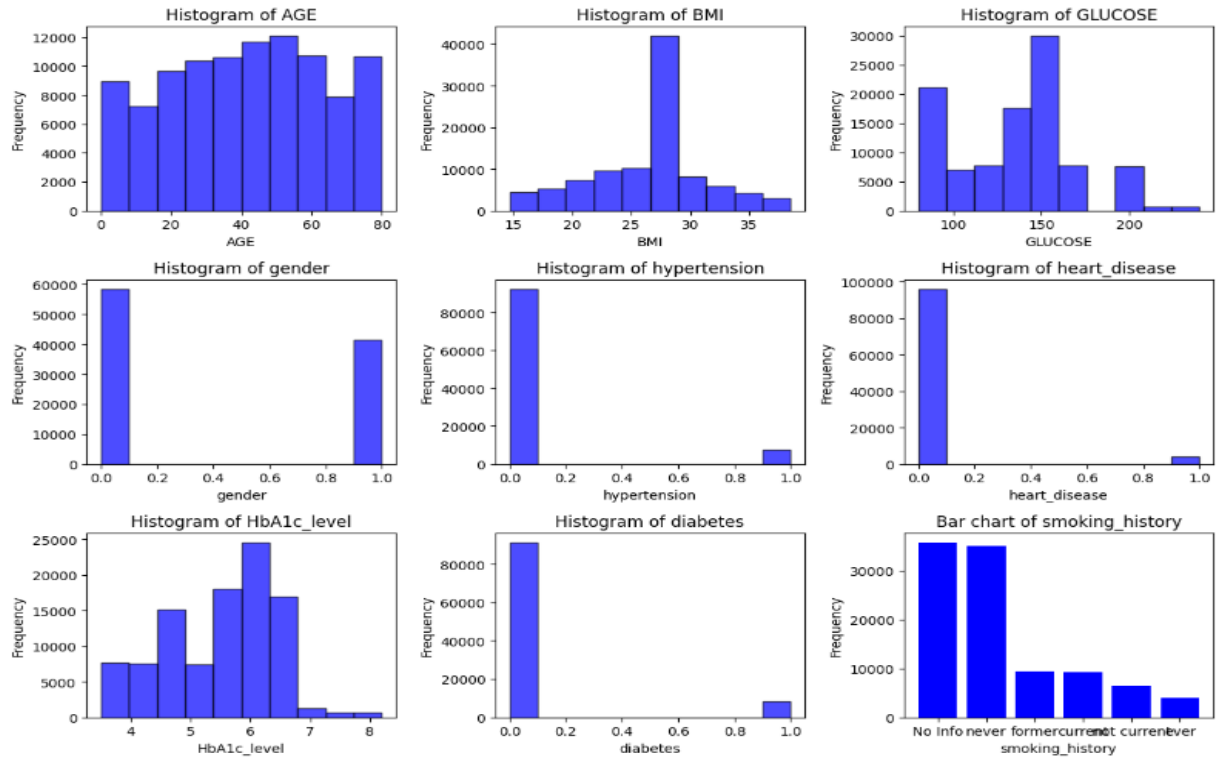 Histogram of AGE
12000
10000
8000
6000
4000
2000
0
Frequency
0 20 40 60 80
AGE
Histogram of BMI
40000
30000
20000
10000
0
Frequency
15 20 25 30 35
BMI
Histogram of GLUCOSE
30000
25000
20000
15000
10000
5000
0
Frequency
100 150 200
GLUCOSE
Histogram of gender
60000
50000
40000
30000
20000
10000
0
Frequency
0.0 0.2 0.4 0.6 0.8 1.0
gender
Histogram of hypertension
80000
60000
40000
20000
0
Frequency
0.0 0.2 0.4 0.6 0.8 1.0
hypertension
Histogram of heart_disease
100000
80000
60000
40000
20000
0
Frequency
0.0 0.2 0.4 0.6 0.8 1.0
heart_disease
Histogram of HbA1c_level
25000
20000
15000
10000
5000
0
Frequency
4 5 6 7 8
HbA1c_level
Histogram of diabetes
80000
60000
40000
20000
0
Frequency
0.0 0.2 0.4 0.6 0.8 1.0
diabetes
Bar chart of smoking_history
30000
20000
10000
0
Frequency
No Info never former current not current ever
smoking_history